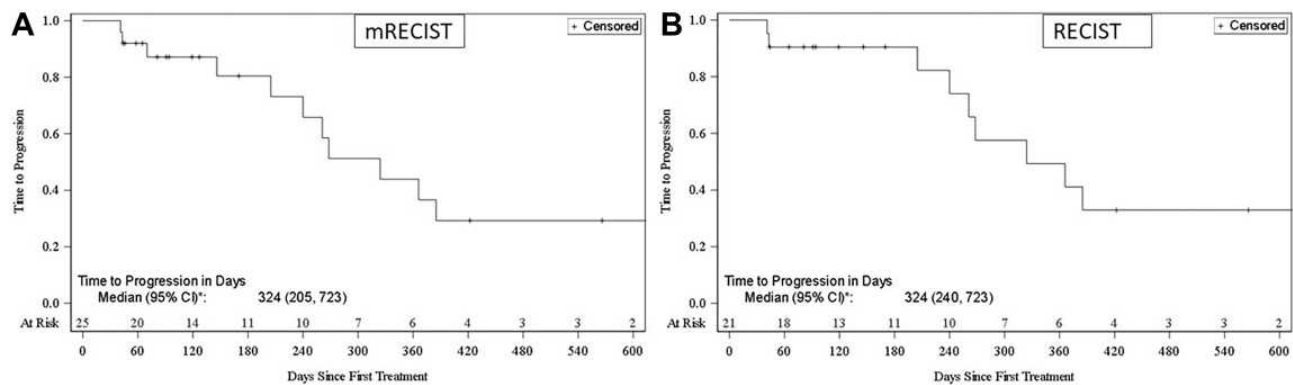 A
mRECIST
+ Censored
1.0
0.8
0.6
0.4
0.2
0.0
Time to Progression
Time to Progression in Days
Median (95% CI)*: 324 (205, 723)
At Risk 25 20 14 11 10 7 6 4 3 3 2
0 60 120 180 240 300 360 420 480 540 600
Days Since First Treatment
B
RECIST
+ Censored
1.0
0.8
0.6
0.4
0.2
0.0
Time to Progression
Time to Progression in Days
Median (95% CI)*: 324 (240, 723)
At Risk 21 18 13 11 10 7 6 4 3 3 2
0 60 120 180 240 300 360 420 480 540 600
Days Since First Treatment